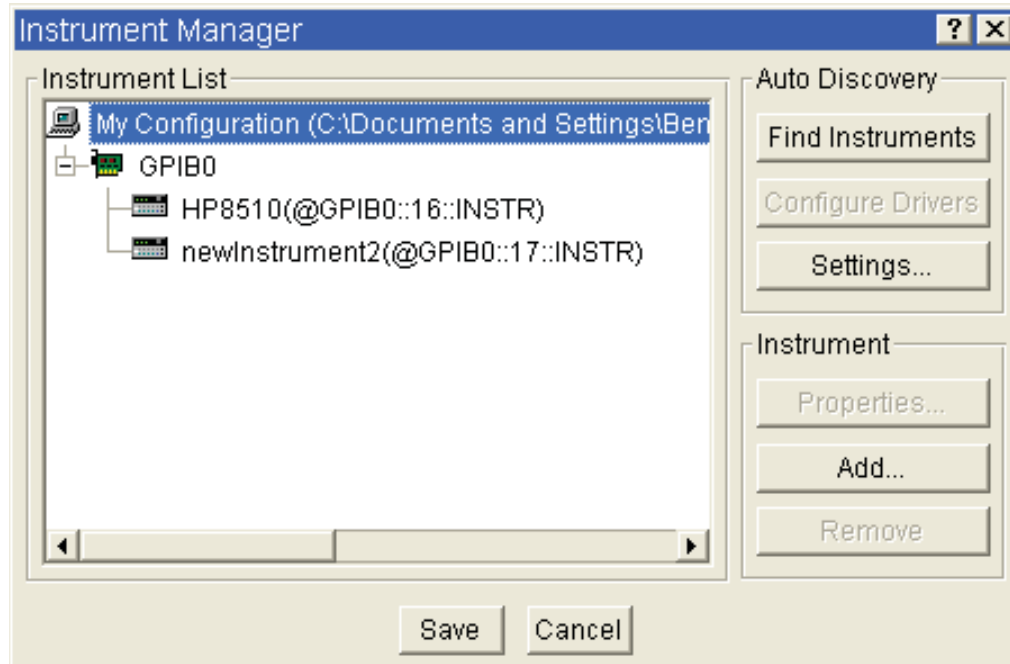 Instrument Manager
Instrument List
My Configuration (C:\Documents and Settings\Ben
GPIB0
HP8510(@GPIB0::16::INSTR)
newInstrument2(@GPIB0::17::INSTR)
Auto Discovery
Find Instruments
Configure Drivers
Settings...
Instrument
Properties...
Add...
Remove
Save
Cancel